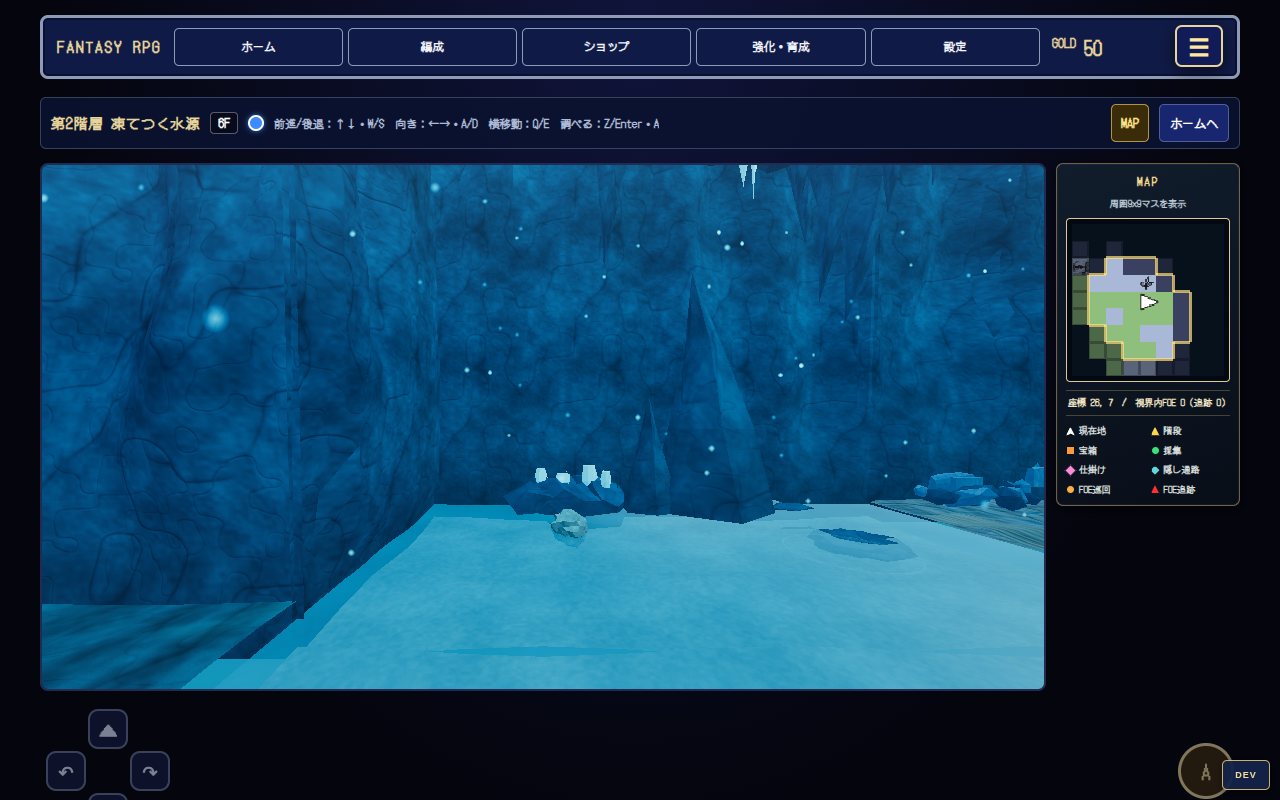 FANTASY RPG ホーム 編成 ショップ 強化・育成 設定 GOLD 50
第2階層 凍てつく水源 6F 前進/後退:↑↓・W/S 向き:←→・A/D 横移動:Q/E 調べる:Z/Enter・A MAP ホームへ
MAP
周囲9x9マスを表示
座標 26, 7 / 視界内FOE 0 (追跡 0)
現在地 階段
宝箱 採集
仕掛け 隠し通路
FOE巡回 FOE追跡
A DEV